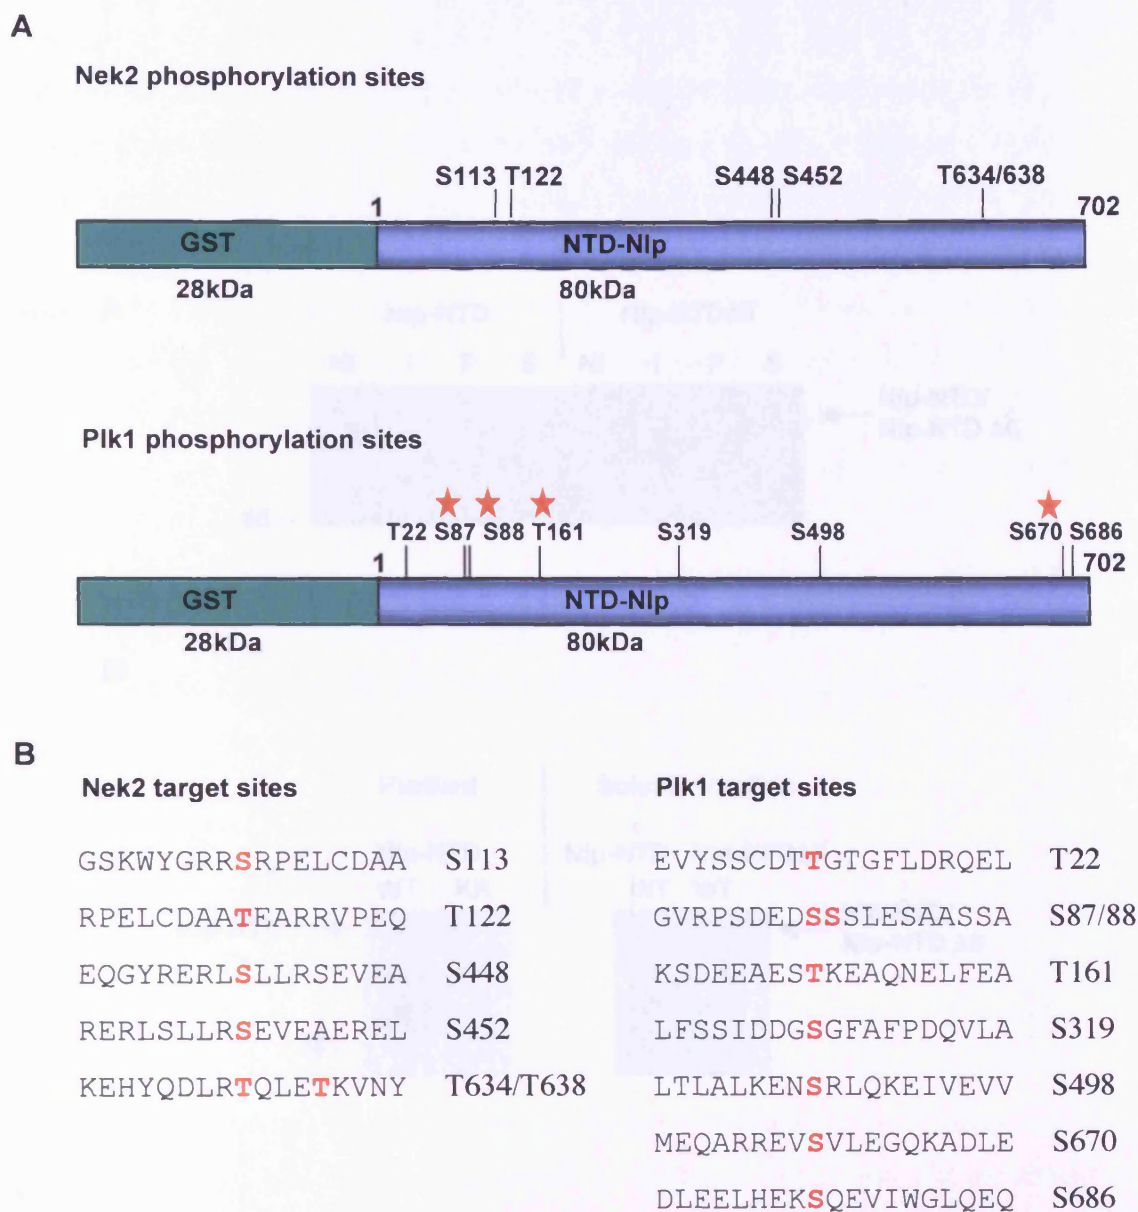 A
Nek2 phosphorylation sites
S113 T122 S448 S452 T634/638
1 702
GST NTD-Nlp
28kDa 80kDa
Plk1 phosphorylation sites
T22 S87 S88 T161 S319 S498 S670 S686
1 702
GST NTD-Nlp
28kDa 80kDa
B
Nek2 target sites
GSKWYGRRSRPELCDAA S113
RPELCDAATEARRVPEQ T122
EQGYRERLSLLRSEVEA S448
RERLSLLRSEVEAEREL S452
KEHYQDLRTQLETKVNY T634/T638
Plk1 target sites
EVYSSCDTTGTGFLDRQEL T22
GVRPSDEDSSSLESAASSA S87/88
KSDEEAESTKEAQNELFEA T161
LFSSIDDGSGFAFPDQVLA S319
LTLALKENSRLQKEIVEVV S498
MEQARREVSVLEGQKADLE S670
DLEELHEKSQEVIWGLQEQ S686